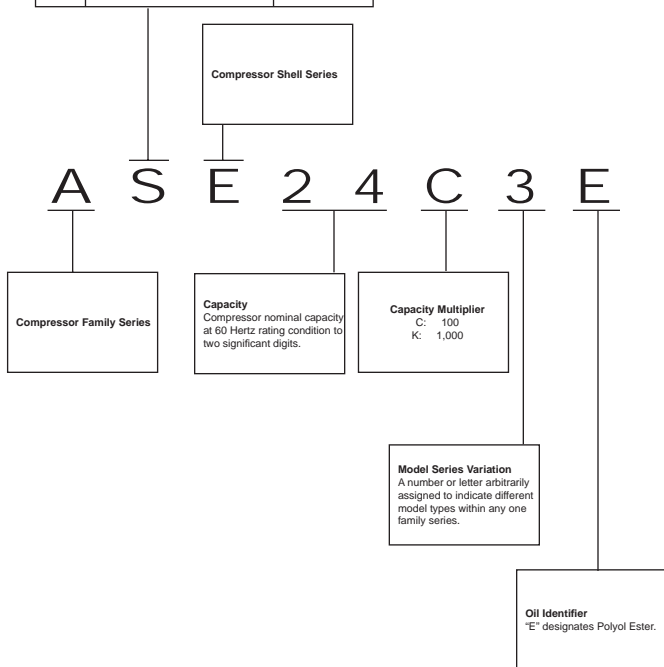 Compressor Shell Series
A S E 2 4 C 3 E
Compressor Family Series
Capacity
Compressor nominal capacity
at 60 Hertz rating condition to
two significant digits.
Capacity Multiplier
C: 100
K: 1,000
Model Series Variation
A number or letter arbitrarily
assigned to indicate different
model types within any one
family series.
Oil Identifier
“E” designates Polyol Ester.